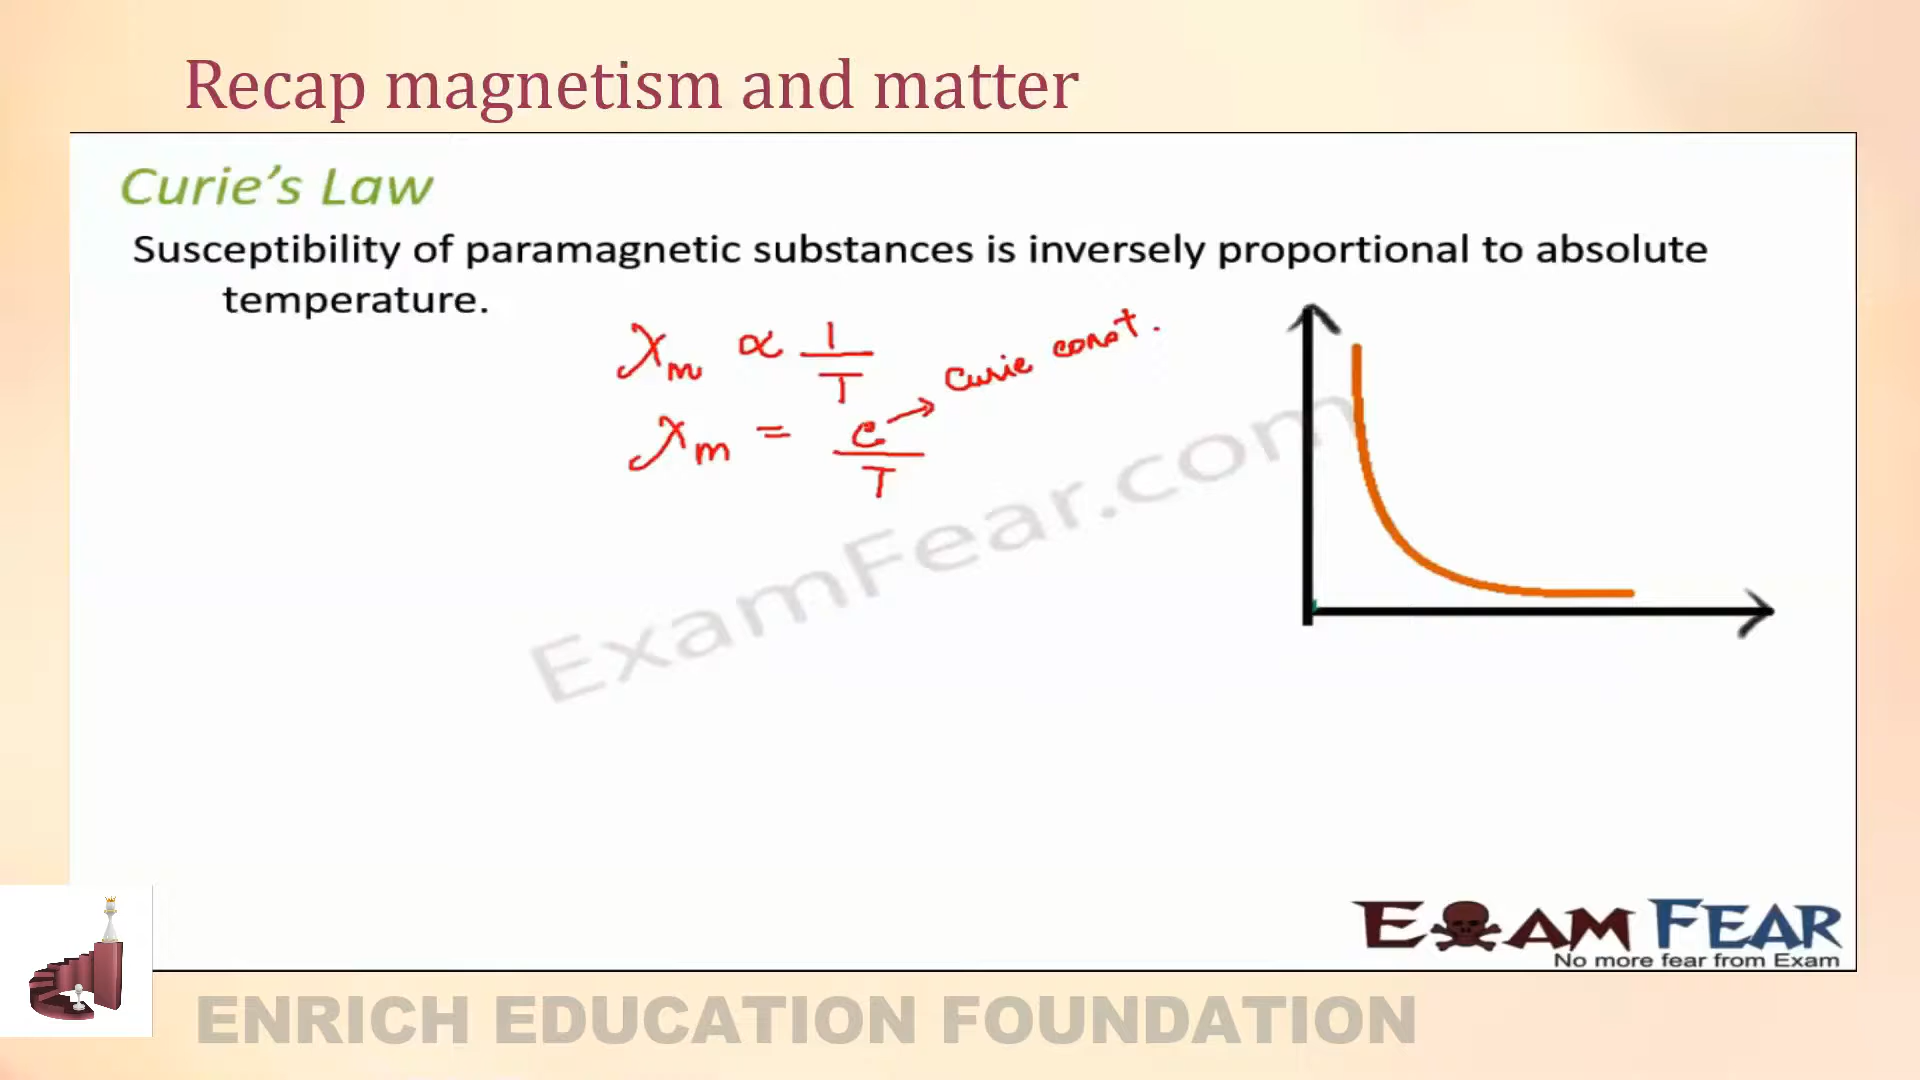 Recap magnetism and matter
Curie's Law
Susceptibility of paramagnetic substances is inversely proportional to absolute
temperature.
χm ∝ 1/T
→ Curie const.
χm = C/T
ExamFear.com
EXAM FEAR
No more fear from Exam
ENRICH EDUCATION FOUNDATION